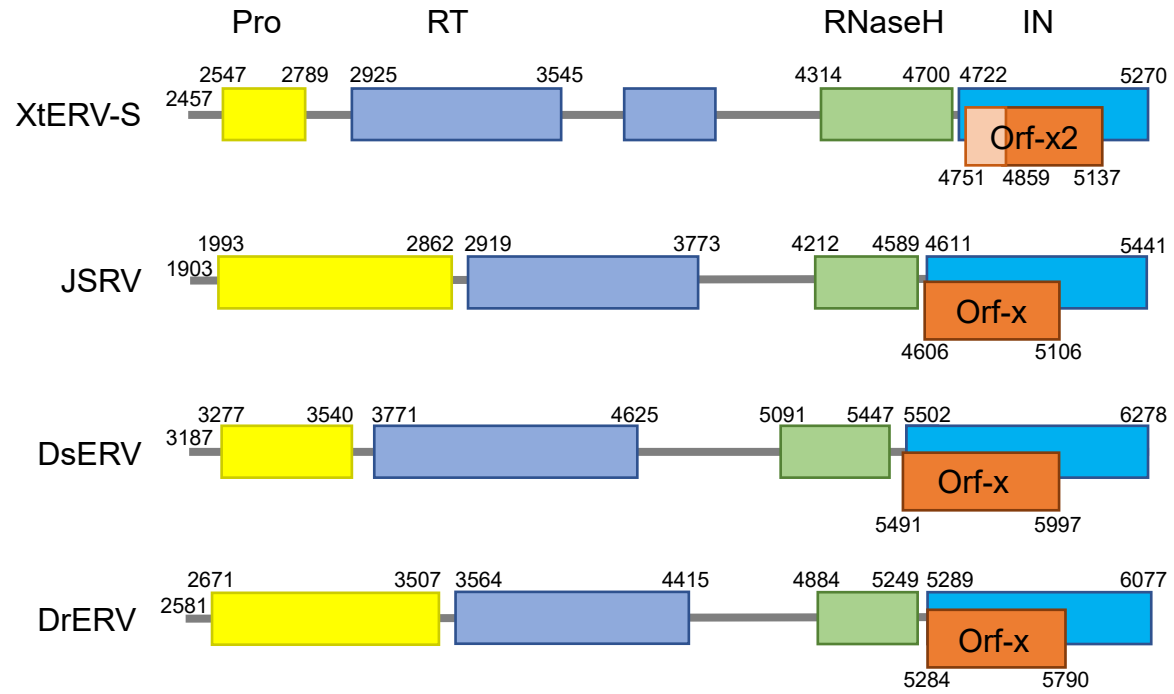 Pro RT RNaseH IN
2547 2789 2925 3545 4314 4700 4722 5270
2457
XtERV-S
Orf-x2
4751 4859 5137
1993 2862 2919 3773 4212 4589 4611 5441
1903
JSRV
Orf-x
4606 5106
3277 3540 3771 4625 5091 5447 5502 6278
3187
DsERV
Orf-x
5491 5997
2671 3507 3564 4415 4884 5249 5289 6077
2581
DrERV
Orf-x
5284 5790